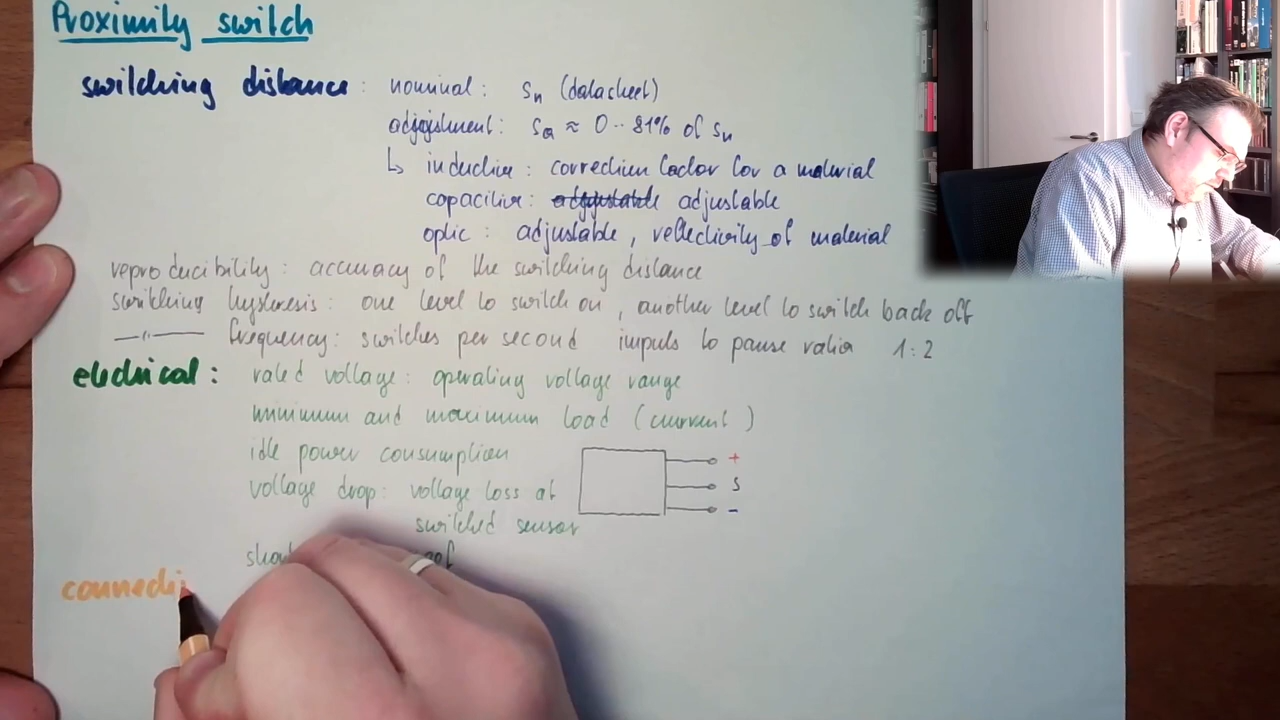 Proximity switch
switching distance: nominal: sn (datasheet)
adjustment: sa ≈ 0..81% of sn
↳ inductive: correction factor for a material
capacitive: adjustable
optic: adjustable, reflectivity of material
reproducibility: accuracy of the switching distance
switching hysteresis: one level to switch on, another level to switch back off
—"— frequency: switches per second impuls to pause ratio 1:2
electrical: rated voltage: operating voltage range
minimum and maximum load (current)
idle power consumption
+
voltage drop: voltage loss at
S
switched sensor
-
connecti